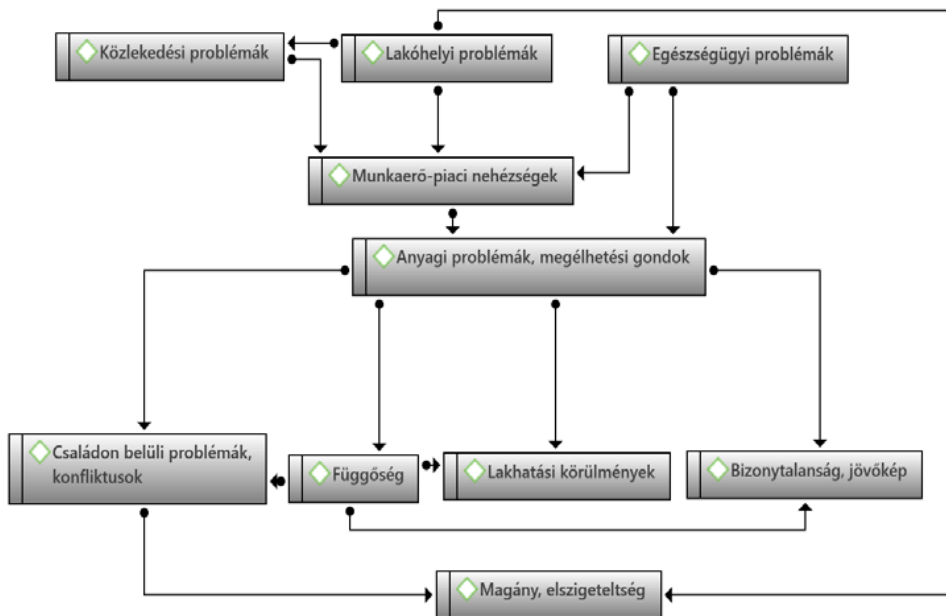 Közlekedési problémák
Lakóhelyi problémák
Egészségügyi problémák
Munkaerő-piaci nehézségek
Anyagi problémák, megélhetési gondok
Családon belüli problémák,
konfliktusok
Függőség
Lakhatási körülmények
Bizonytalanság, jövőkép
Magány, elszigeteltség